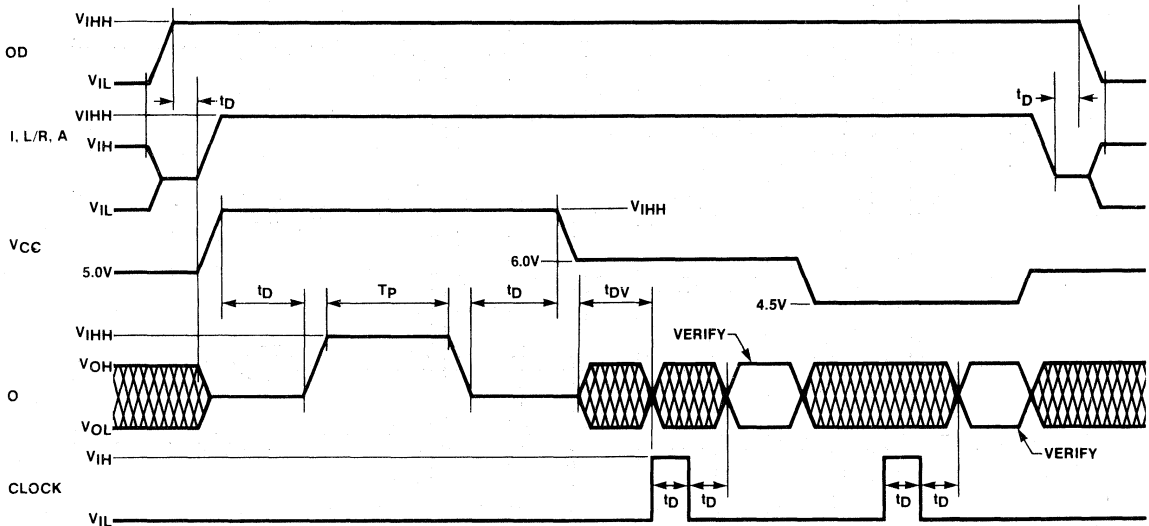 VIHH
OD
VIL
tD
tD
VIHH
I, L/R, A
VIH
VIL
VIHH
VCC
6.0V
5.0V
4.5V
tD
TP
tD
tDV
VIHH
VERIFY
VOH
O
VOL
VERIFY
VIH
CLOCK
tD
tD
tD
tD
VIL